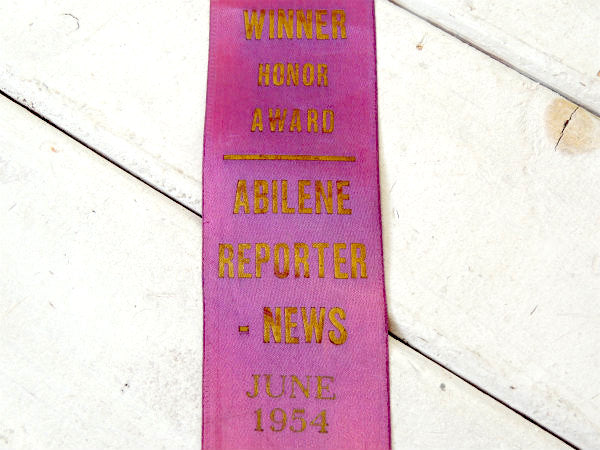 WINNER
HONOR
AWARD
ABILENE
REPORTER
- NEWS
JUNE
1954